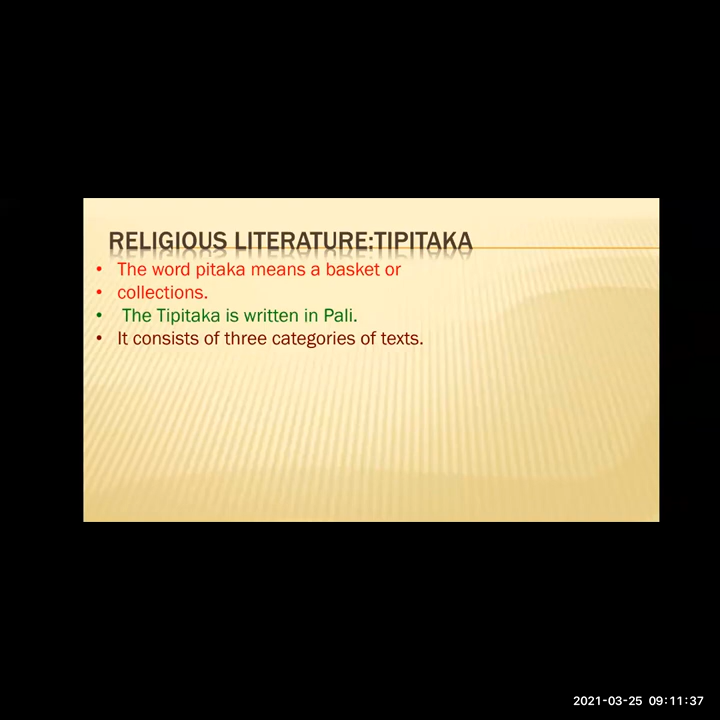 RELIGIOUS LITERATURE:TIPITAKA
• The word pitaka means a basket or
• collections.
• The Tipitaka is written in Pali.
• It consists of three categories of texts.
2021-03-25 09:11:37